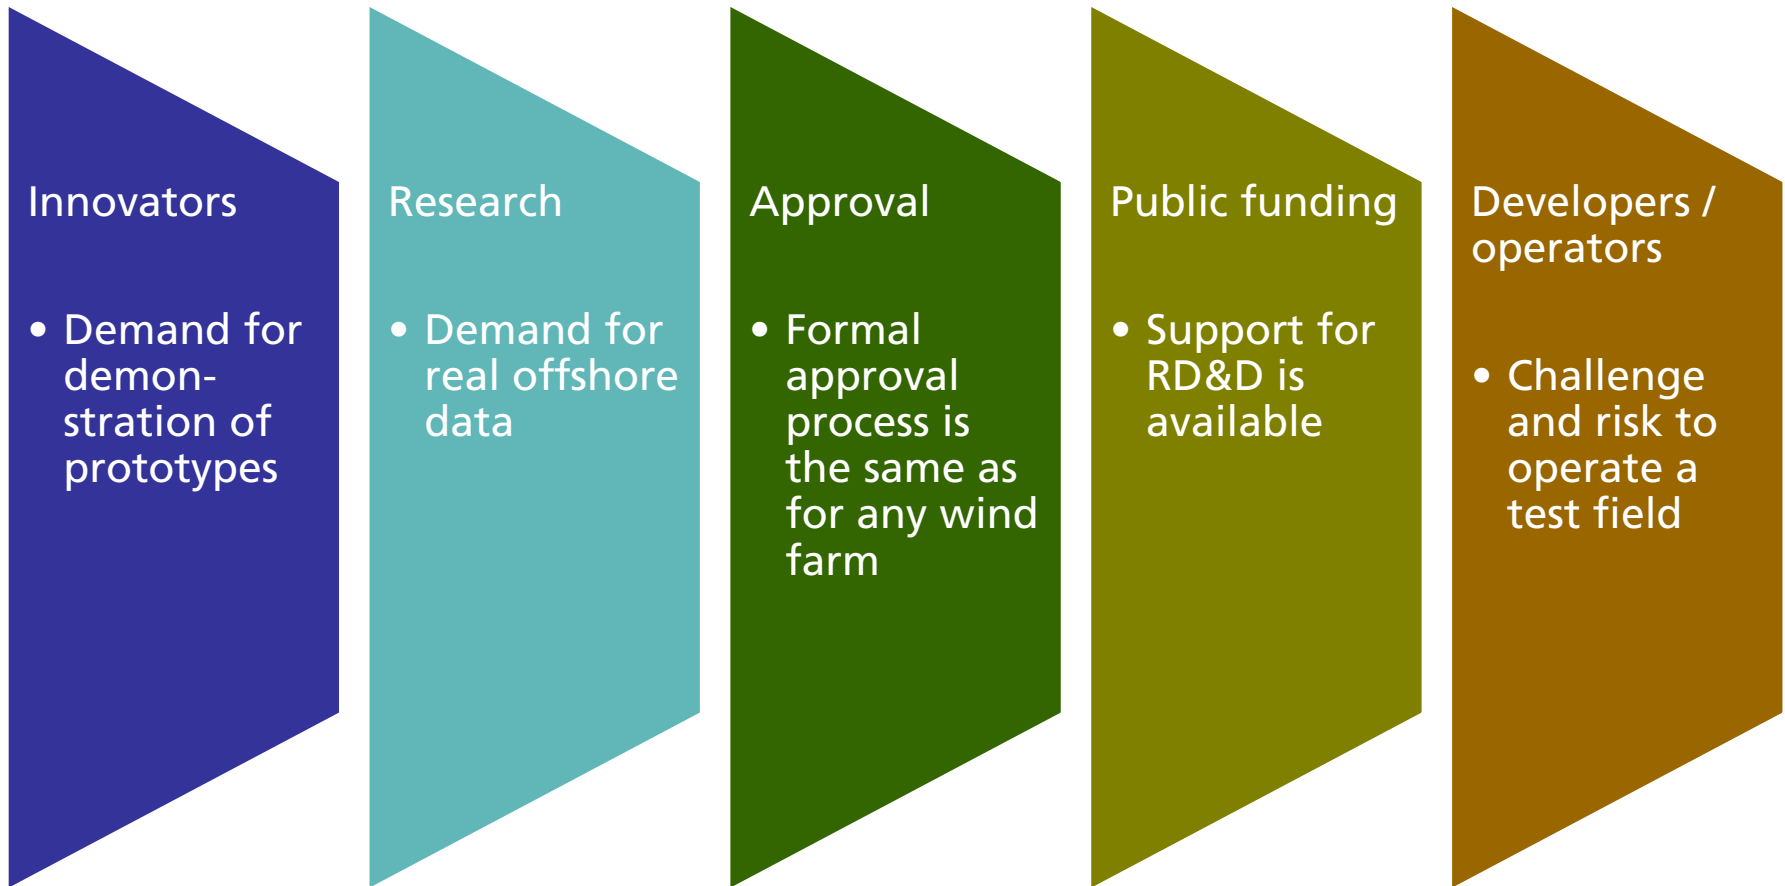 Innovators
• Demand for
demon-
stration of
prototypes
Research
• Demand for
real offshore
data
Approval
• Formal
approval
process is
the same as
for any wind
farm
Public funding
• Support for
RD&D is
available
Developers /
operators
• Challenge
and risk to
operate a
test field